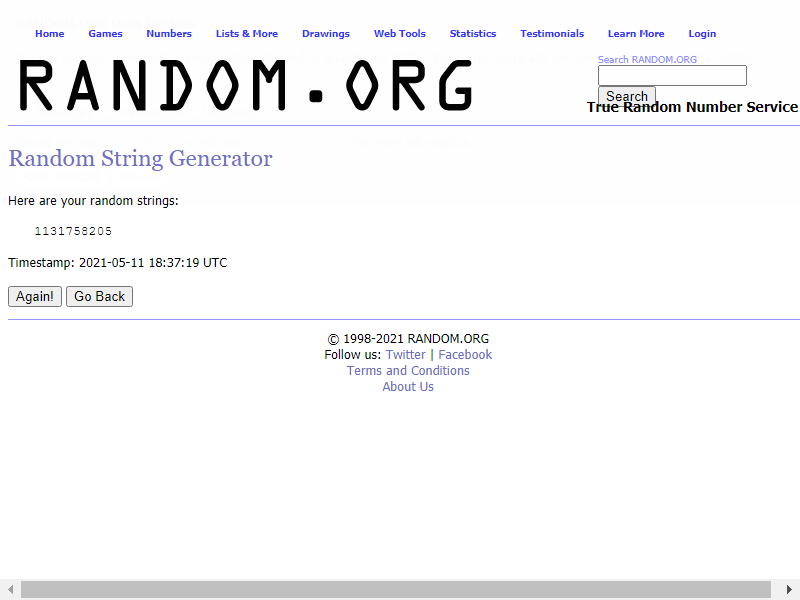 Home Games Numbers Lists & More Drawings Web Tools Statistics Testimonials Learn More Login
RANDOM.ORG
Search RANDOM.ORG
Search
True Random Number Service
Random String Generator
Here are your random strings:
1131758205
Timestamp: 2021-05-11 18:37:19 UTC
Again! Go Back
© 1998-2021 RANDOM.ORG
Follow us: Twitter | Facebook
Terms and Conditions
About Us